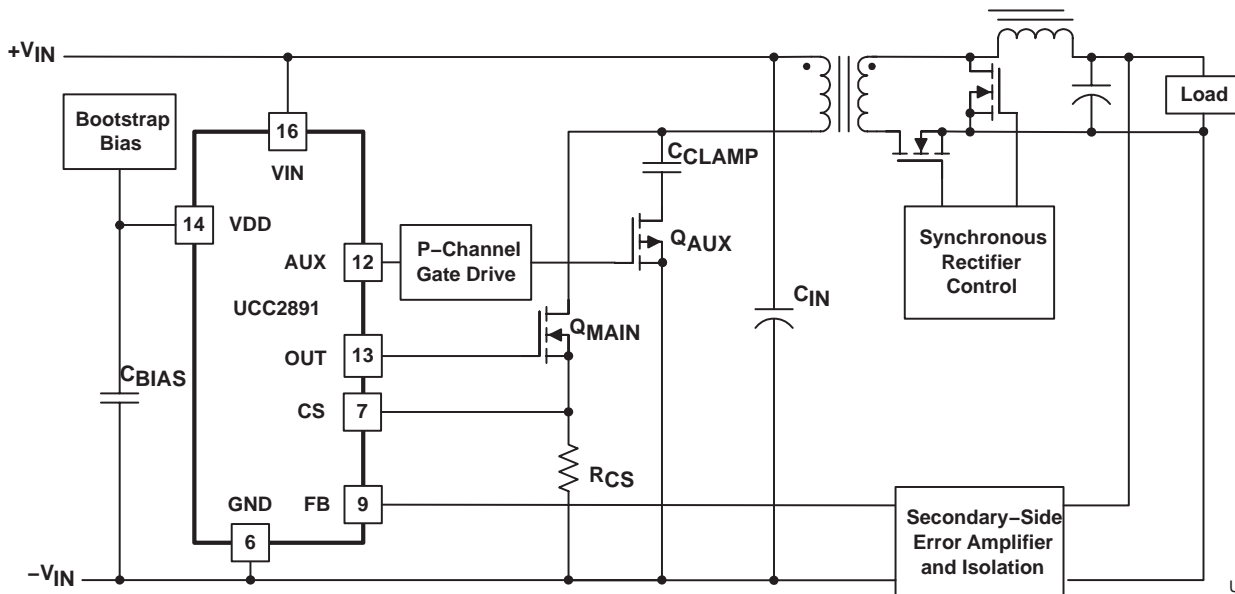 +VIN
Bootstrap
Bias
16
VIN
14
VDD
AUX
12
P–Channel
Gate Drive
UCC2891
OUT
13
CS
7
CBIAS
GND
FB
9
6
–VIN
CCLAMP
QAUX
QMAIN
RCS
CIN
Load
Synchronous
Rectifier
Control
Secondary–Side
Error Amplifier
and Isolation
U